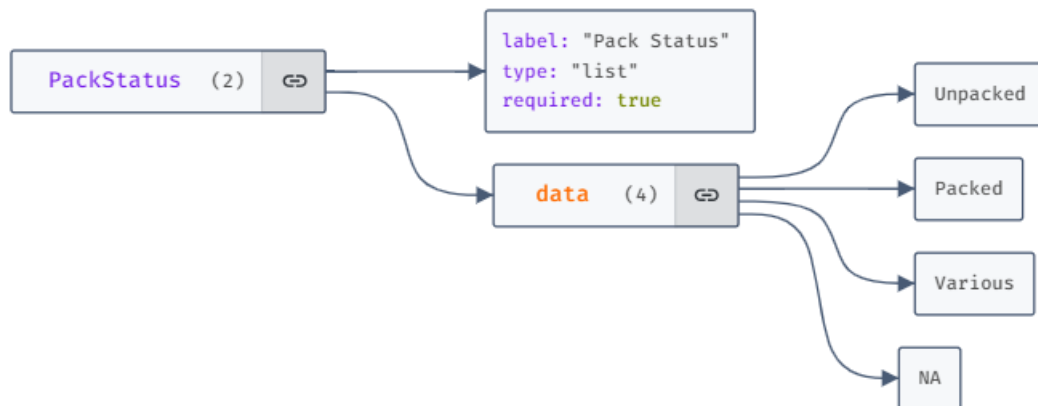 PackStatus (2)
label: "Pack Status"
type: "list"
required: true
data (4)
Unpacked
Packed
Various
NA